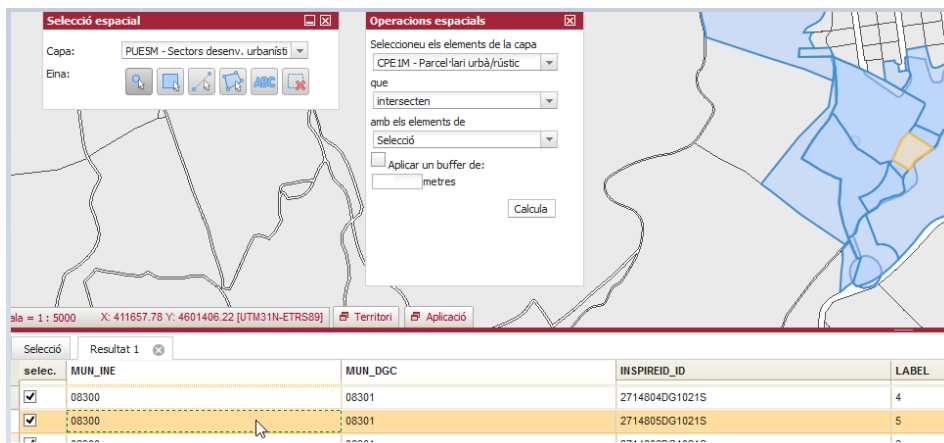 Selecció espacial
Capa:
PUE5M - Sectors desenv. urbanísti
Eina:
ABC
Operacions espacials
Seleccioneu els elements de la capa
CPE1M - Parcel·lari urbà/rústic
que
intersecten
amb els elements de
Selecció
Aplicar un buffer de:
metres
Calcula
ala = 1 : 5000 X: 411657.78 Y: 4601406.22 [UTM31N-ETRS89] Territori Aplicació
Selecció Resultat 1
selec. MUN_INE MUN_DGC INSPIREID_ID LABEL
08300 08301 2714804DG1021S 4
08300 08301 2714805DG1021S 5